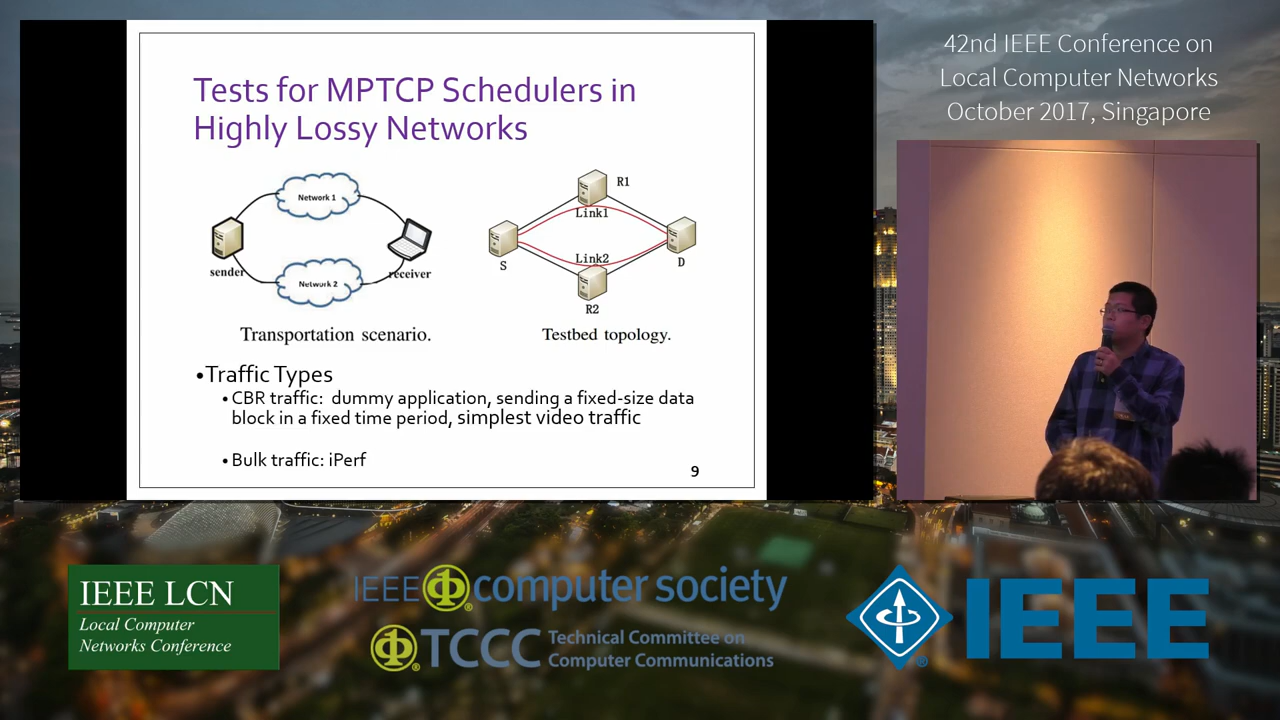 42nd IEEE Conference on
Local Computer Networks
October 2017, Singapore
Tests for MPTCP Schedulers in
Highly Lossy Networks
Network 1
sender
receiver
Network 2
Transportation scenario.
R1
Link1
S
D
Link2
R2
Testbed topology.
•Traffic Types
• CBR traffic: dummy application, sending a fixed-size data
block in a fixed time period, simplest video traffic
• Bulk traffic: iPerf
9
IEEE LCN
Local Computer
Networks Conference
IEEE computer society
TCCC Technical Committee on
Computer Communications
IEEE